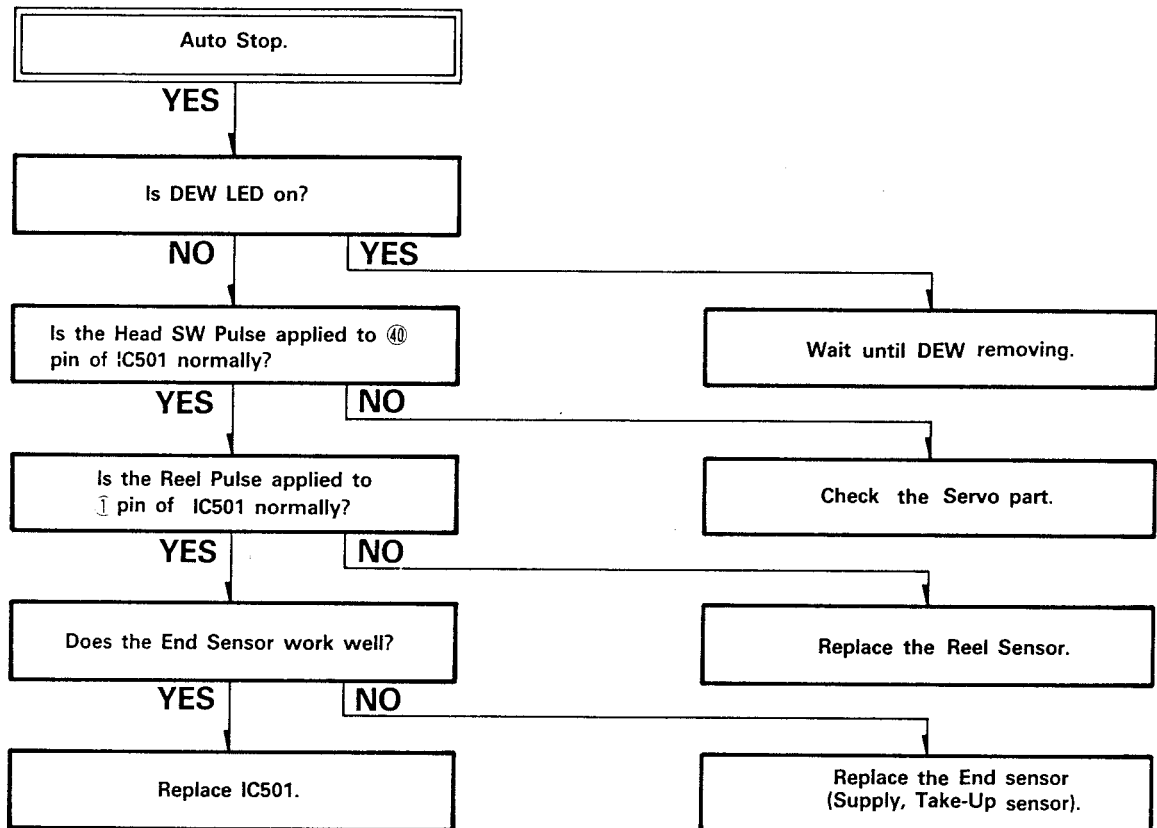 Auto Stop.
YES
Is DEW LED on?
NO
YES
Is the Head SW Pulse applied to ㊵
pin of IC501 normally?
Wait until DEW removing.
YES
NO
Is the Reel Pulse applied to
① pin of IC501 normally?
Check the Servo part.
YES
NO
Does the End Sensor work well?
Replace the Reel Sensor.
YES
NO
Replace IC501.
Replace the End sensor
(Supply, Take-Up sensor).